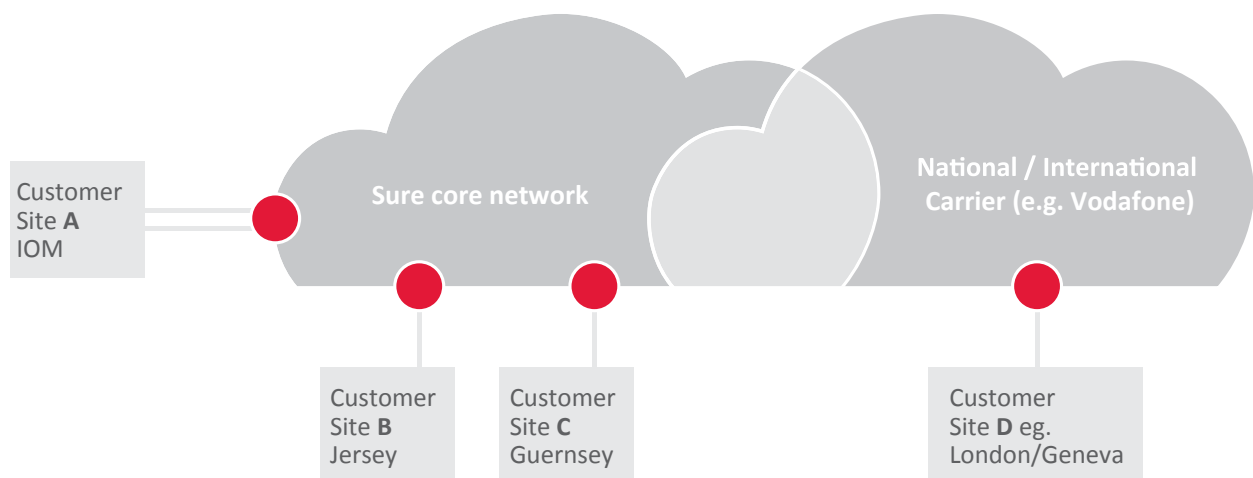 Sure core network
National / International
Carrier (e.g. Vodafone)
Customer
Site A
IOM
Customer
Site B
Jersey
Customer
Site C
Guernsey
Customer
Site D eg.
London/Geneva